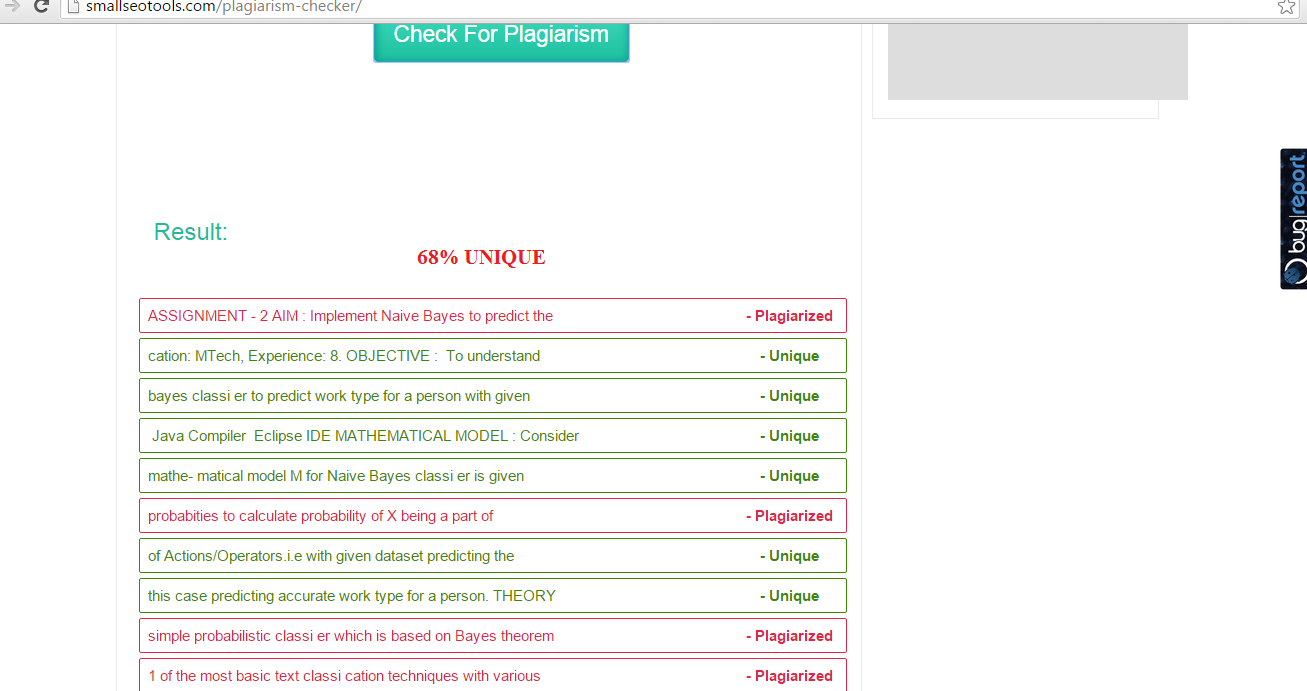 smallseotools.com/plagiarism-checker/
Check For Plagiarism
bug|report
Result:
68% UNIQUE
ASSIGNMENT - 2 AIM : Implement Naive Bayes to predict the - Plagiarized
cation: MTech, Experience: 8. OBJECTIVE :  To understand - Unique
bayes classi er to predict work type for a person with given - Unique
Java Compiler  Eclipse IDE MATHEMATICAL MODEL : Consider - Unique
mathe- matical model M for Naive Bayes classi er is given - Unique
probabities to calculate probability of X being a part of - Plagiarized
of Actions/Operators.i.e with given dataset predicting the - Unique
this case predicting accurate work type for a person. THEORY - Unique
simple probabilistic classi er which is based on Bayes theorem - Plagiarized
1 of the most basic text classi cation techniques with various - Plagiarized